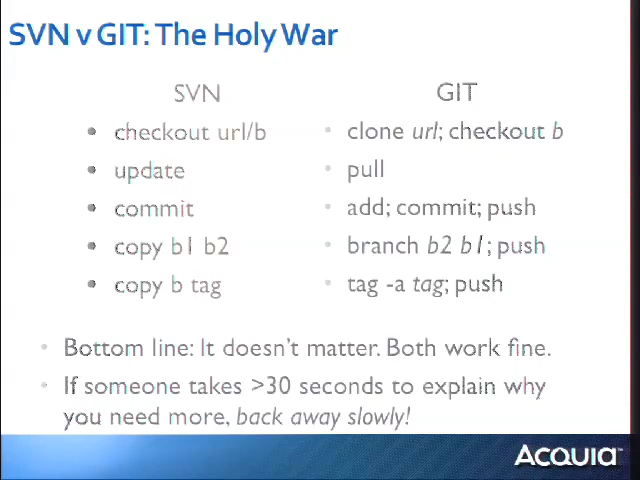 SVN v GIT: The Holy War
SVN
GIT
• checkout url/b
• clone url; checkout b
• update
• pull
• commit
• add; commit; push
• copy b1 b2
• branch b2 b1; push
• copy b tag
• tag -a tag; push
• Bottom line: It doesn't matter. Both work fine.
• If someone takes >30 seconds to explain why
you need more, back away slowly!
ACQUIA™